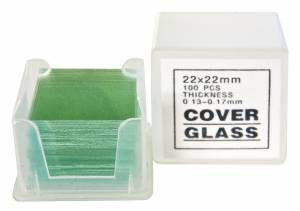 22x22mm
100 PCS
THICKNESS
0.13-0.17mm
COVER
GLASS